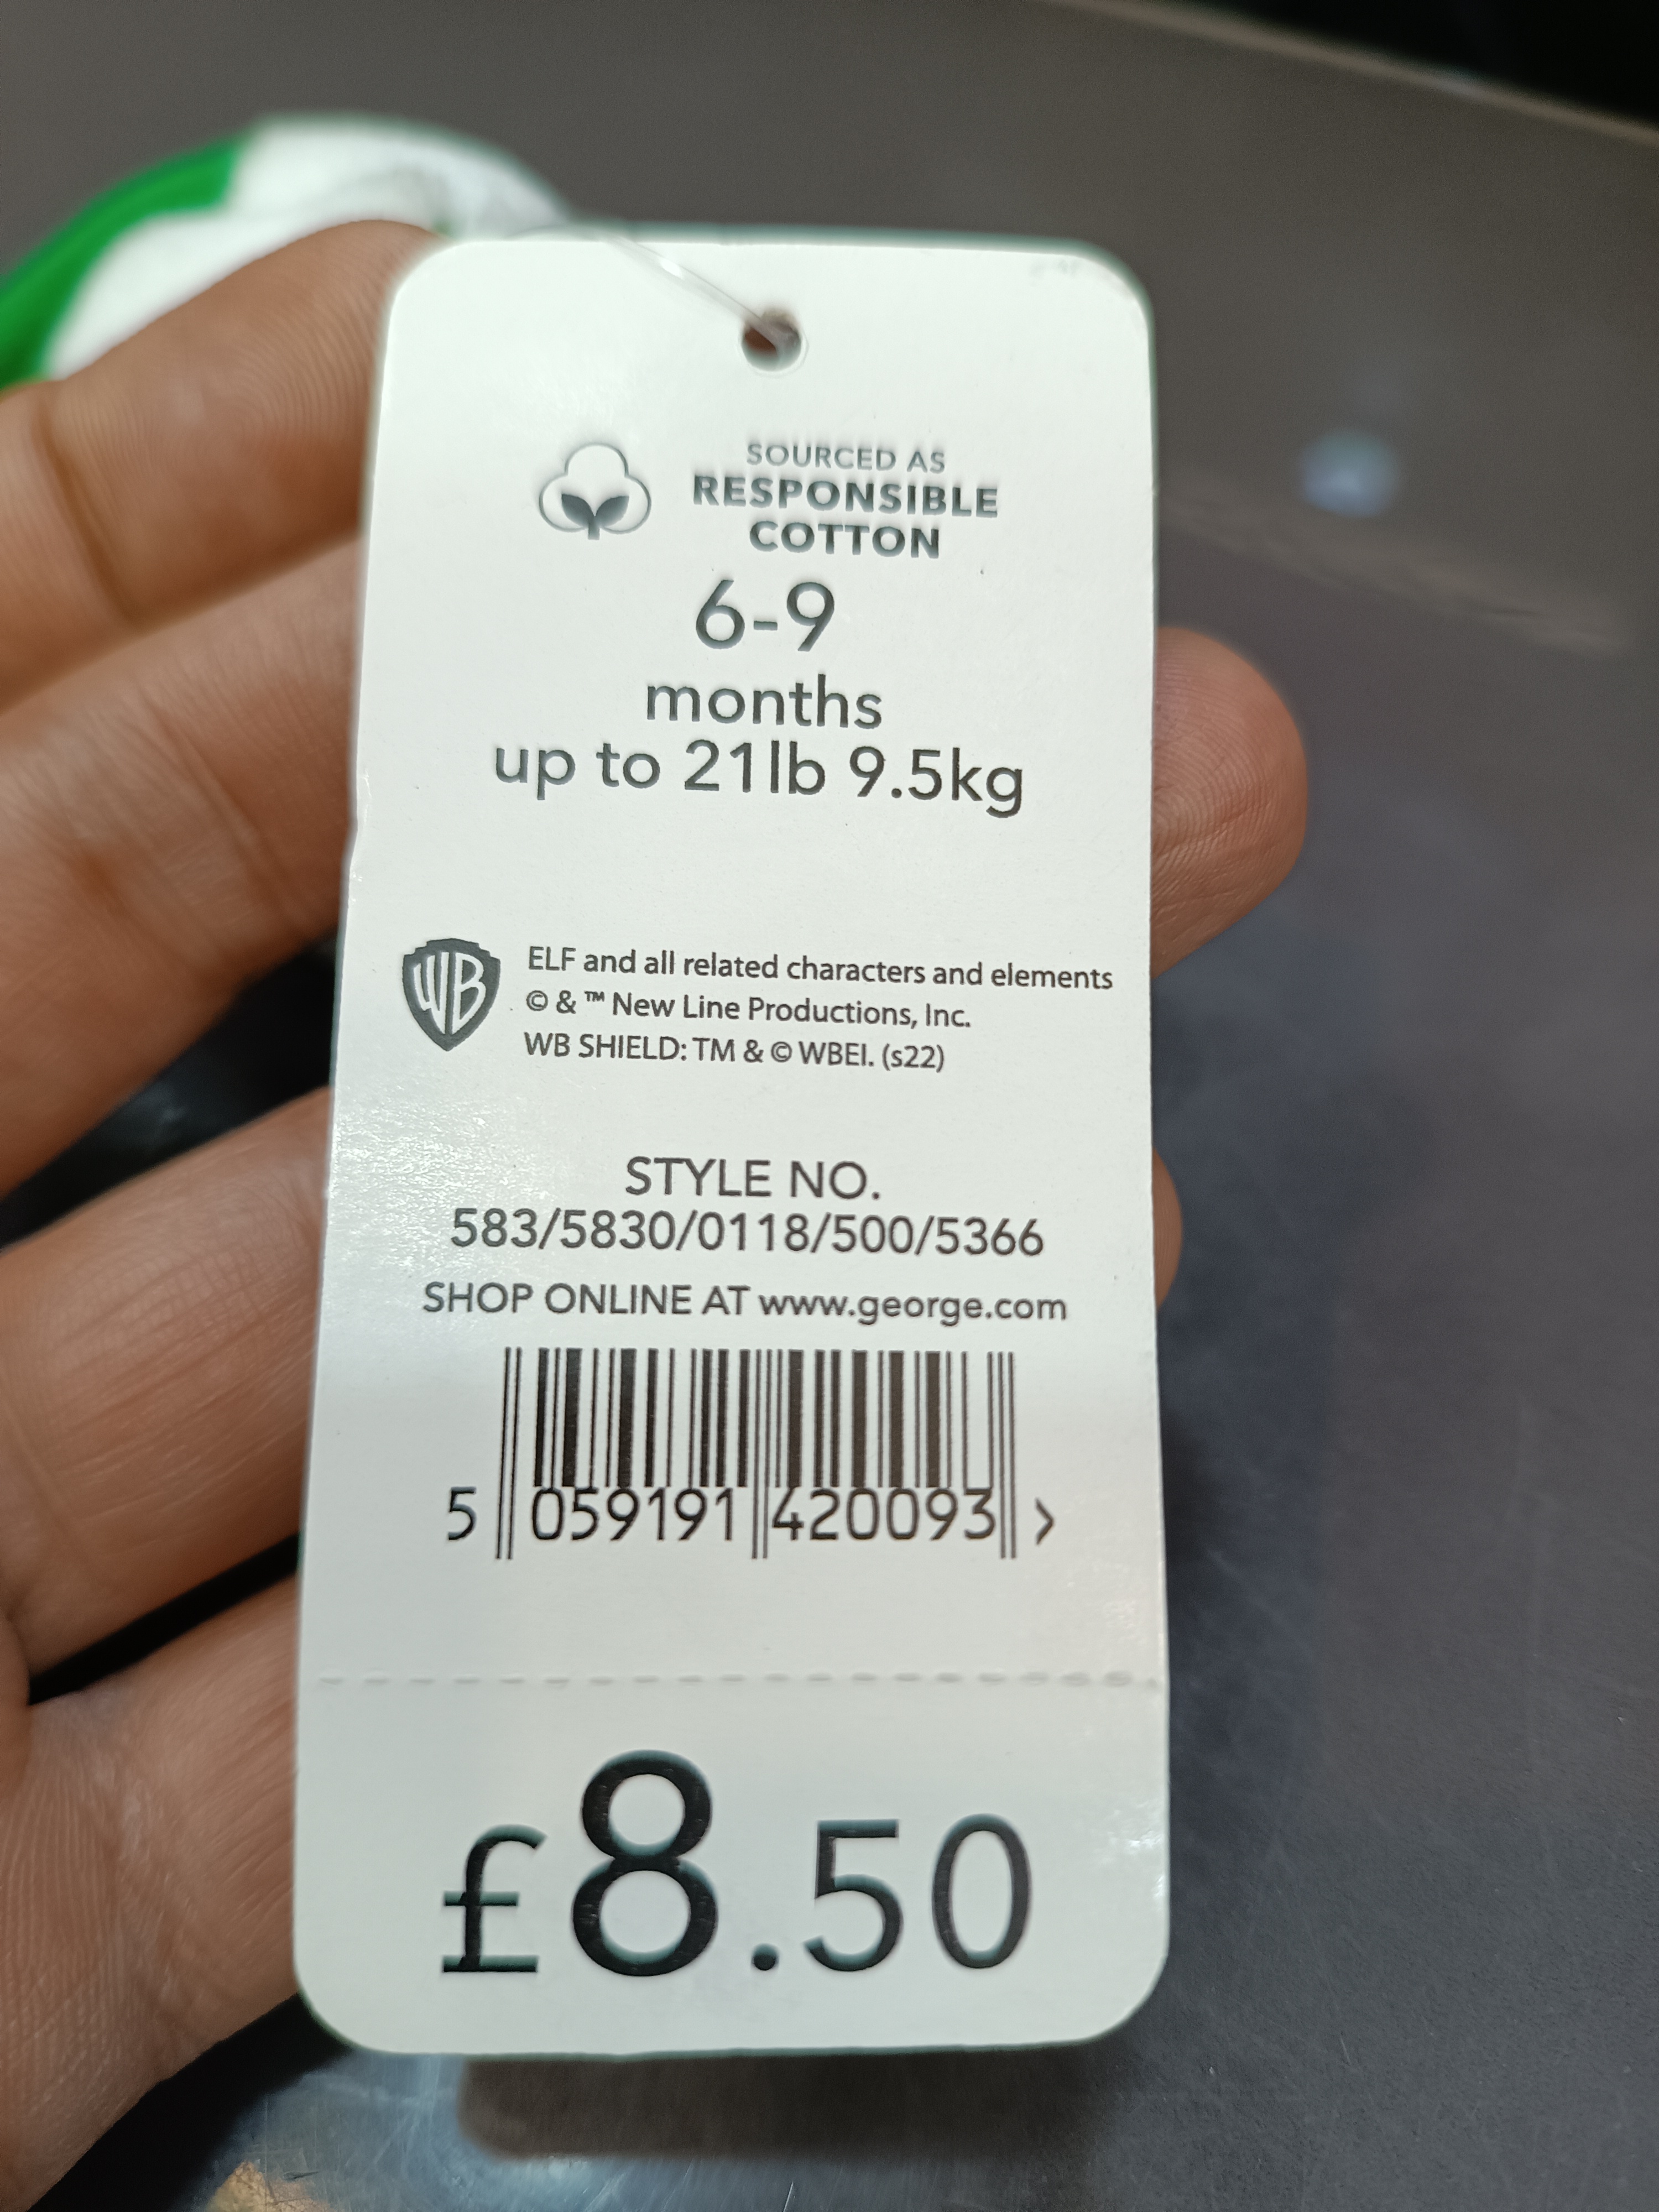 SOURCED AS
RESPONSIBLE
COTTON
6-9
months
up to 21lb 9.5kg
WB
ELF and all related characters and elements
© & ™ New Line Productions, Inc.
WB SHIELD: TM & © WBEI. (s22)
STYLE NO.
583/5830/0118/500/5366
SHOP ONLINE AT www.george.com
5 059191 420093 >
£8.50